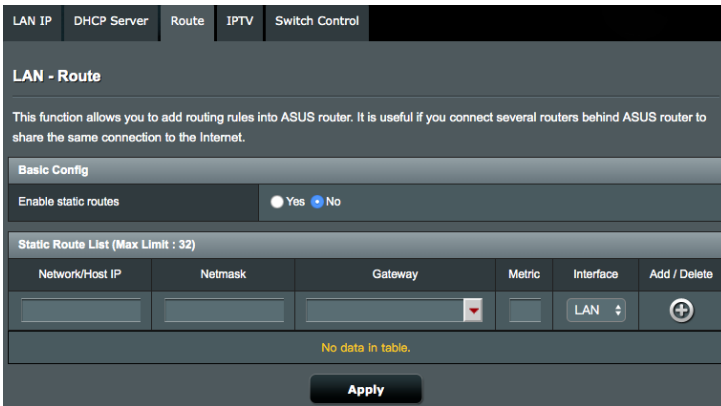 LAN IP DHCP Server Route IPTV Switch Control
LAN - Route
This function allows you to add routing rules into ASUS router. It is useful if you connect several routers behind ASUS router to
share the same connection to the Internet.
Basic Config
Enable static routes Yes No
Static Route List (Max Limit : 32)
Network/Host IP Netmask Gateway Metric Interface Add / Delete
LAN
No data in table.
Apply